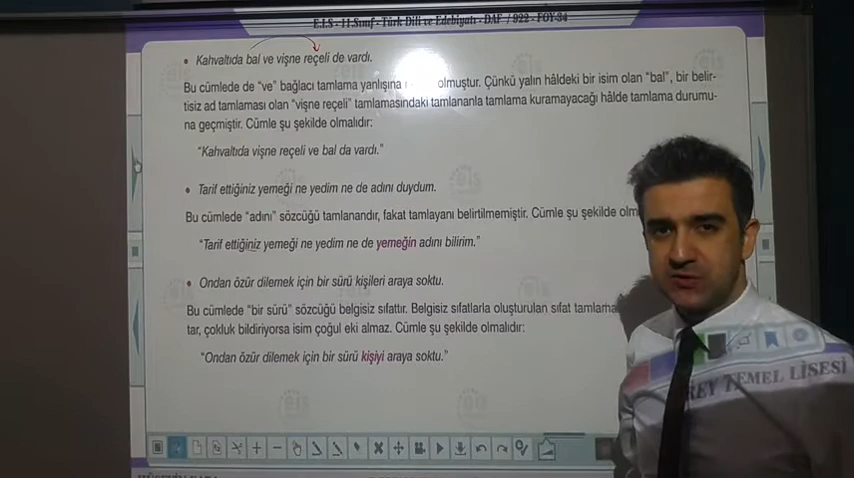 E.I.S - 11.Sınıf - Türk Dili ve Edebiyatı - DAF / 922 - FÖY-34
• Kahvaltıda bal ve vişne reçeli de vardı.
Bu cümlede de "ve" bağlacı tamlama yanlışına olmuştur. Çünkü yalın hâldeki bir isim olan "bal", bir belir-
tisiz ad tamlaması olan "vişne reçeli" tamlamasındaki tamlananla tamlama kuramayacağı hâlde tamlama durumu-
na geçmiştir. Cümle şu şekilde olmalıdır:
"Kahvaltıda vişne reçeli ve bal da vardı."
• Tarif ettiğiniz yemeği ne yedim ne de adını duydum.
Bu cümlede "adını" sözcüğü tamlanandır, fakat tamlayanı belirtilmemiştir. Cümle şu şekilde olm
"Tarif ettiğiniz yemeği ne yedim ne de yemeğin adını bilirim."
• Ondan özür dilemek için bir sürü kişileri araya soktu.
Bu cümlede "bir sürü" sözcüğü belgisiz sıfattır. Belgisiz sıfatlarla oluşturulan sıfat tamlama
tar, çokluk bildiriyorsa isim çoğul eki almaz. Cümle şu şekilde olmalıdır:
"Ondan özür dilemek için bir sürü kişiyi araya soktu."
REY TEMEL LİSESİ
eis